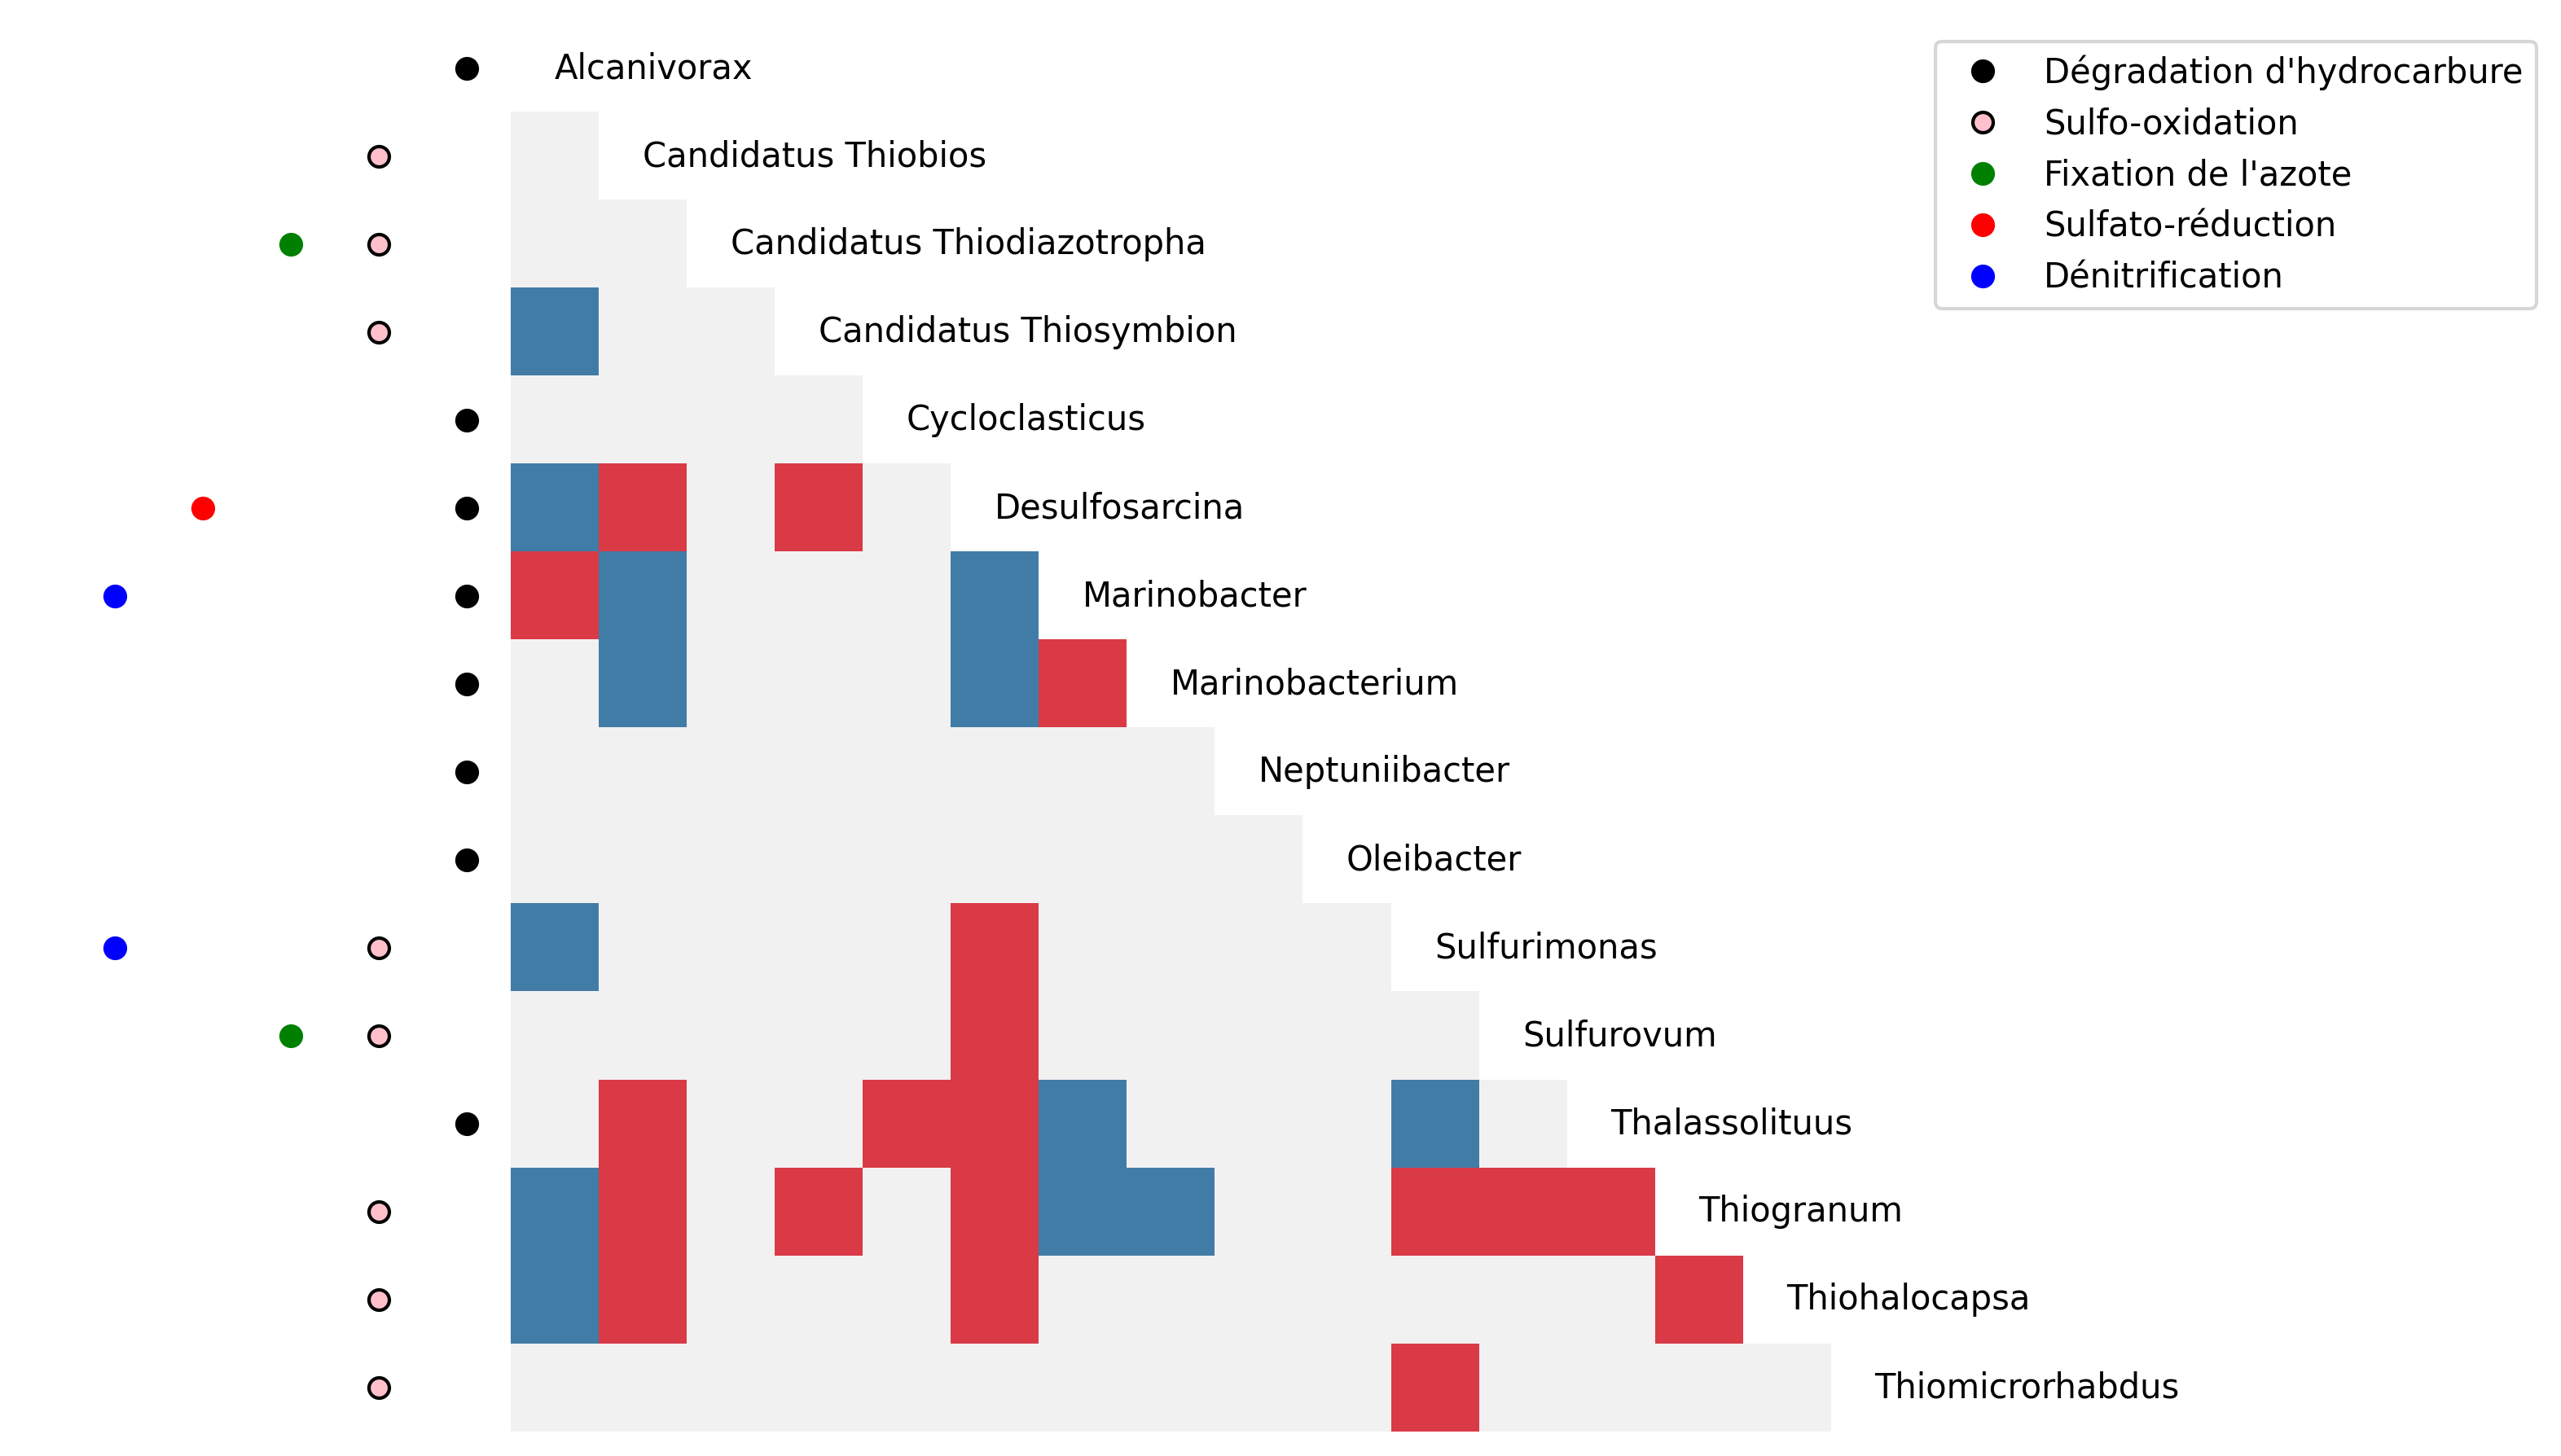 Alcanivorax
Candidatus Thiobios
Candidatus Thiodiazotropha
Candidatus Thiosymbion
Cycloclasticus
Desulfosarcina
Marinobacter
Marinobacterium
Neptuniibacter
Oleibacter
Sulfurimonas
Sulfurovum
Thalassolituus
Thiogranum
Thiohalocapsa
Thiomicrorhabdus
Dégradation d'hydrocarbure
Sulfo-oxidation
Fixation de l'azote
Sulfato-réduction
Dénitrification